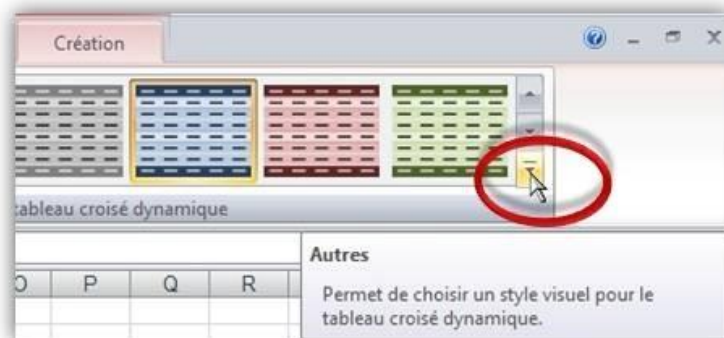 Création
tableau croisé dynamique
O P Q R
Autres
Permet de choisir un style visuel pour le
tableau croisé dynamique.